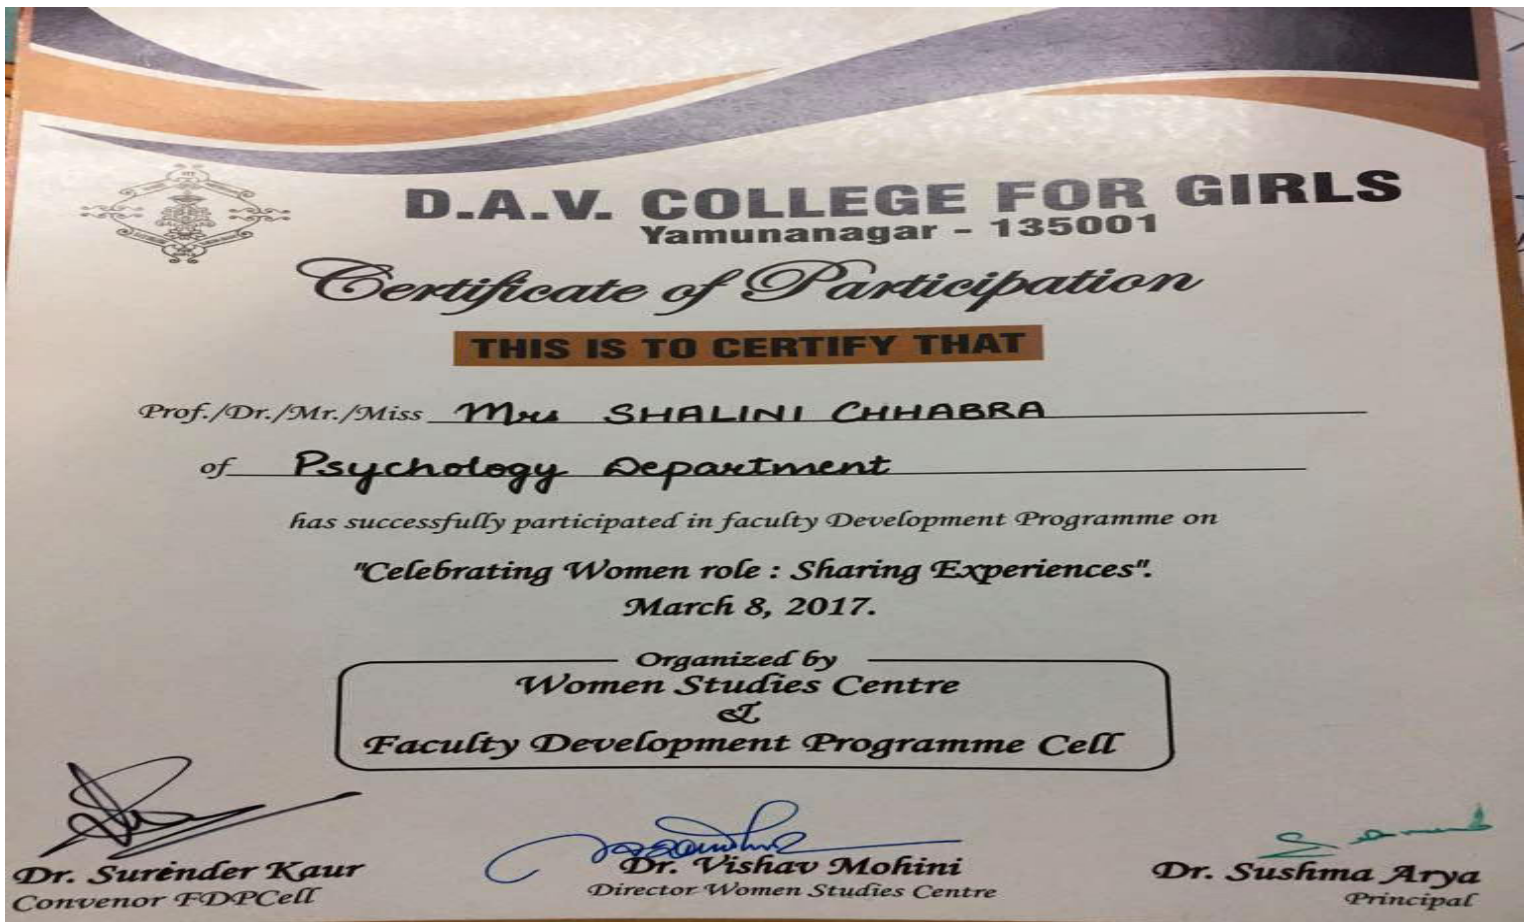 D.A.V. COLLEGE FOR GIRLS
Yamunanagar - 135001
Certificate of Participation
THIS IS TO CERTIFY THAT
Prof./Dr./Mr./Miss Mrs SHALINI CHHABRA
of Psychology Department
has successfully participated in faculty Development Programme on
"Celebrating Women role : Sharing Experiences".
March 8, 2017.
Organized by
Women Studies Centre
&
Faculty Development Programme Cell
Dr. Surender Kaur
Convenor FDPCell
Dr. Vishav Mohini
Director Women Studies Centre
Dr. Sushma Arya
Principal